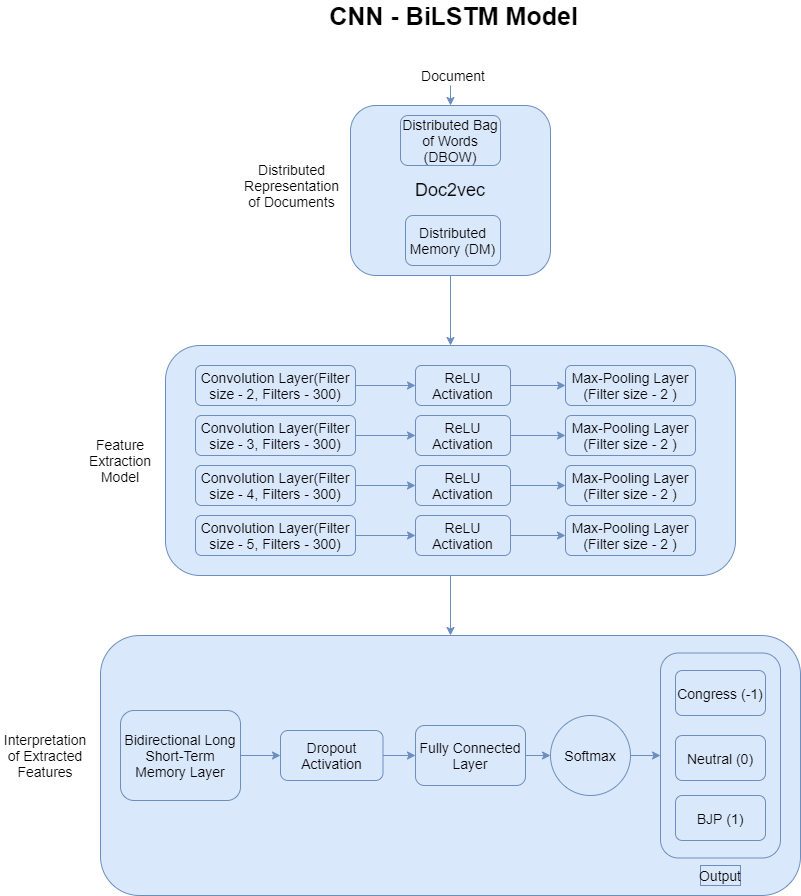 CNN - BiLSTM Model
Document
Distributed Bag
of Words
(DBOW)
Distributed
Representation
of Documents
Doc2vec
Distributed
Memory (DM)
Feature
Extraction
Model
Convolution Layer(Filter
size - 2, Filters - 300)
ReLU
Activation
Max-Pooling Layer
(Filter size - 2 )
Convolution Layer(Filter
size - 3, Filters - 300)
ReLU
Activation
Max-Pooling Layer
(Filter size - 2 )
Convolution Layer(Filter
size - 4, Filters - 300)
ReLU
Activation
Max-Pooling Layer
(Filter size - 2 )
Convolution Layer(Filter
size - 5, Filters - 300)
ReLU
Activation
Max-Pooling Layer
(Filter size - 2 )
Interpretation
of Extracted
Features
Bidirectional Long
Short-Term
Memory Layer
Dropout
Activation
Fully Connected
Layer
Softmax
Congress (-1)
Neutral (0)
BJP (1)
Output